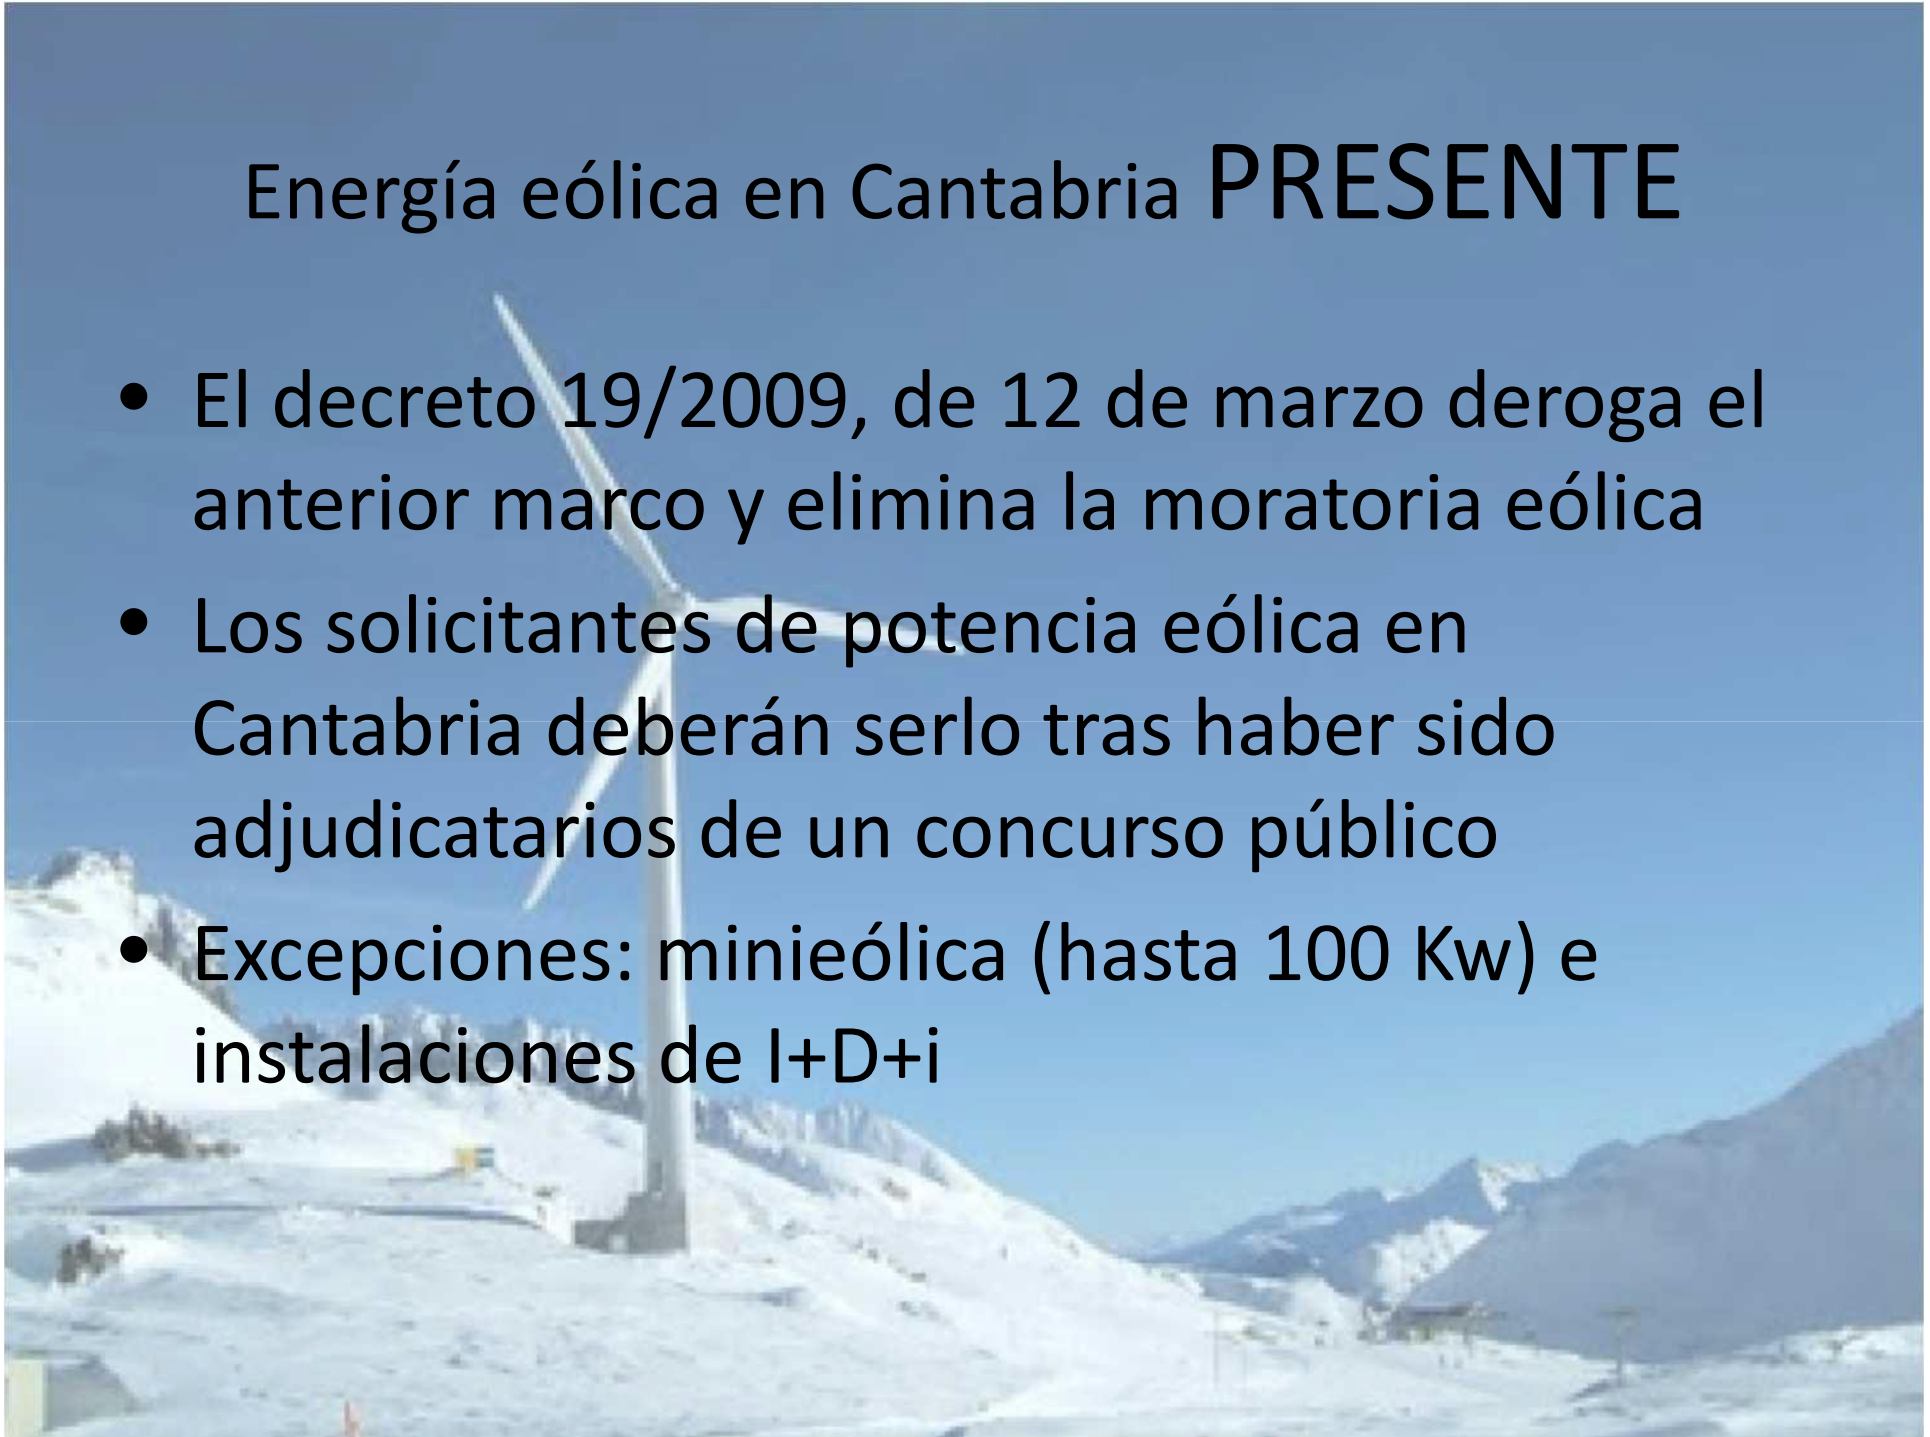 Energía eólica en Cantabria PRESENTE
• El decreto 19/2009, de 12 de marzo deroga el
anterior marco y elimina la moratoria eólica
• Los solicitantes de potencia eólica en
Cantabria deberán serlo tras haber sido
adjudicatarios de un concurso público
• Excepciones: minieólica (hasta 100 Kw) e
instalaciones de I+D+i